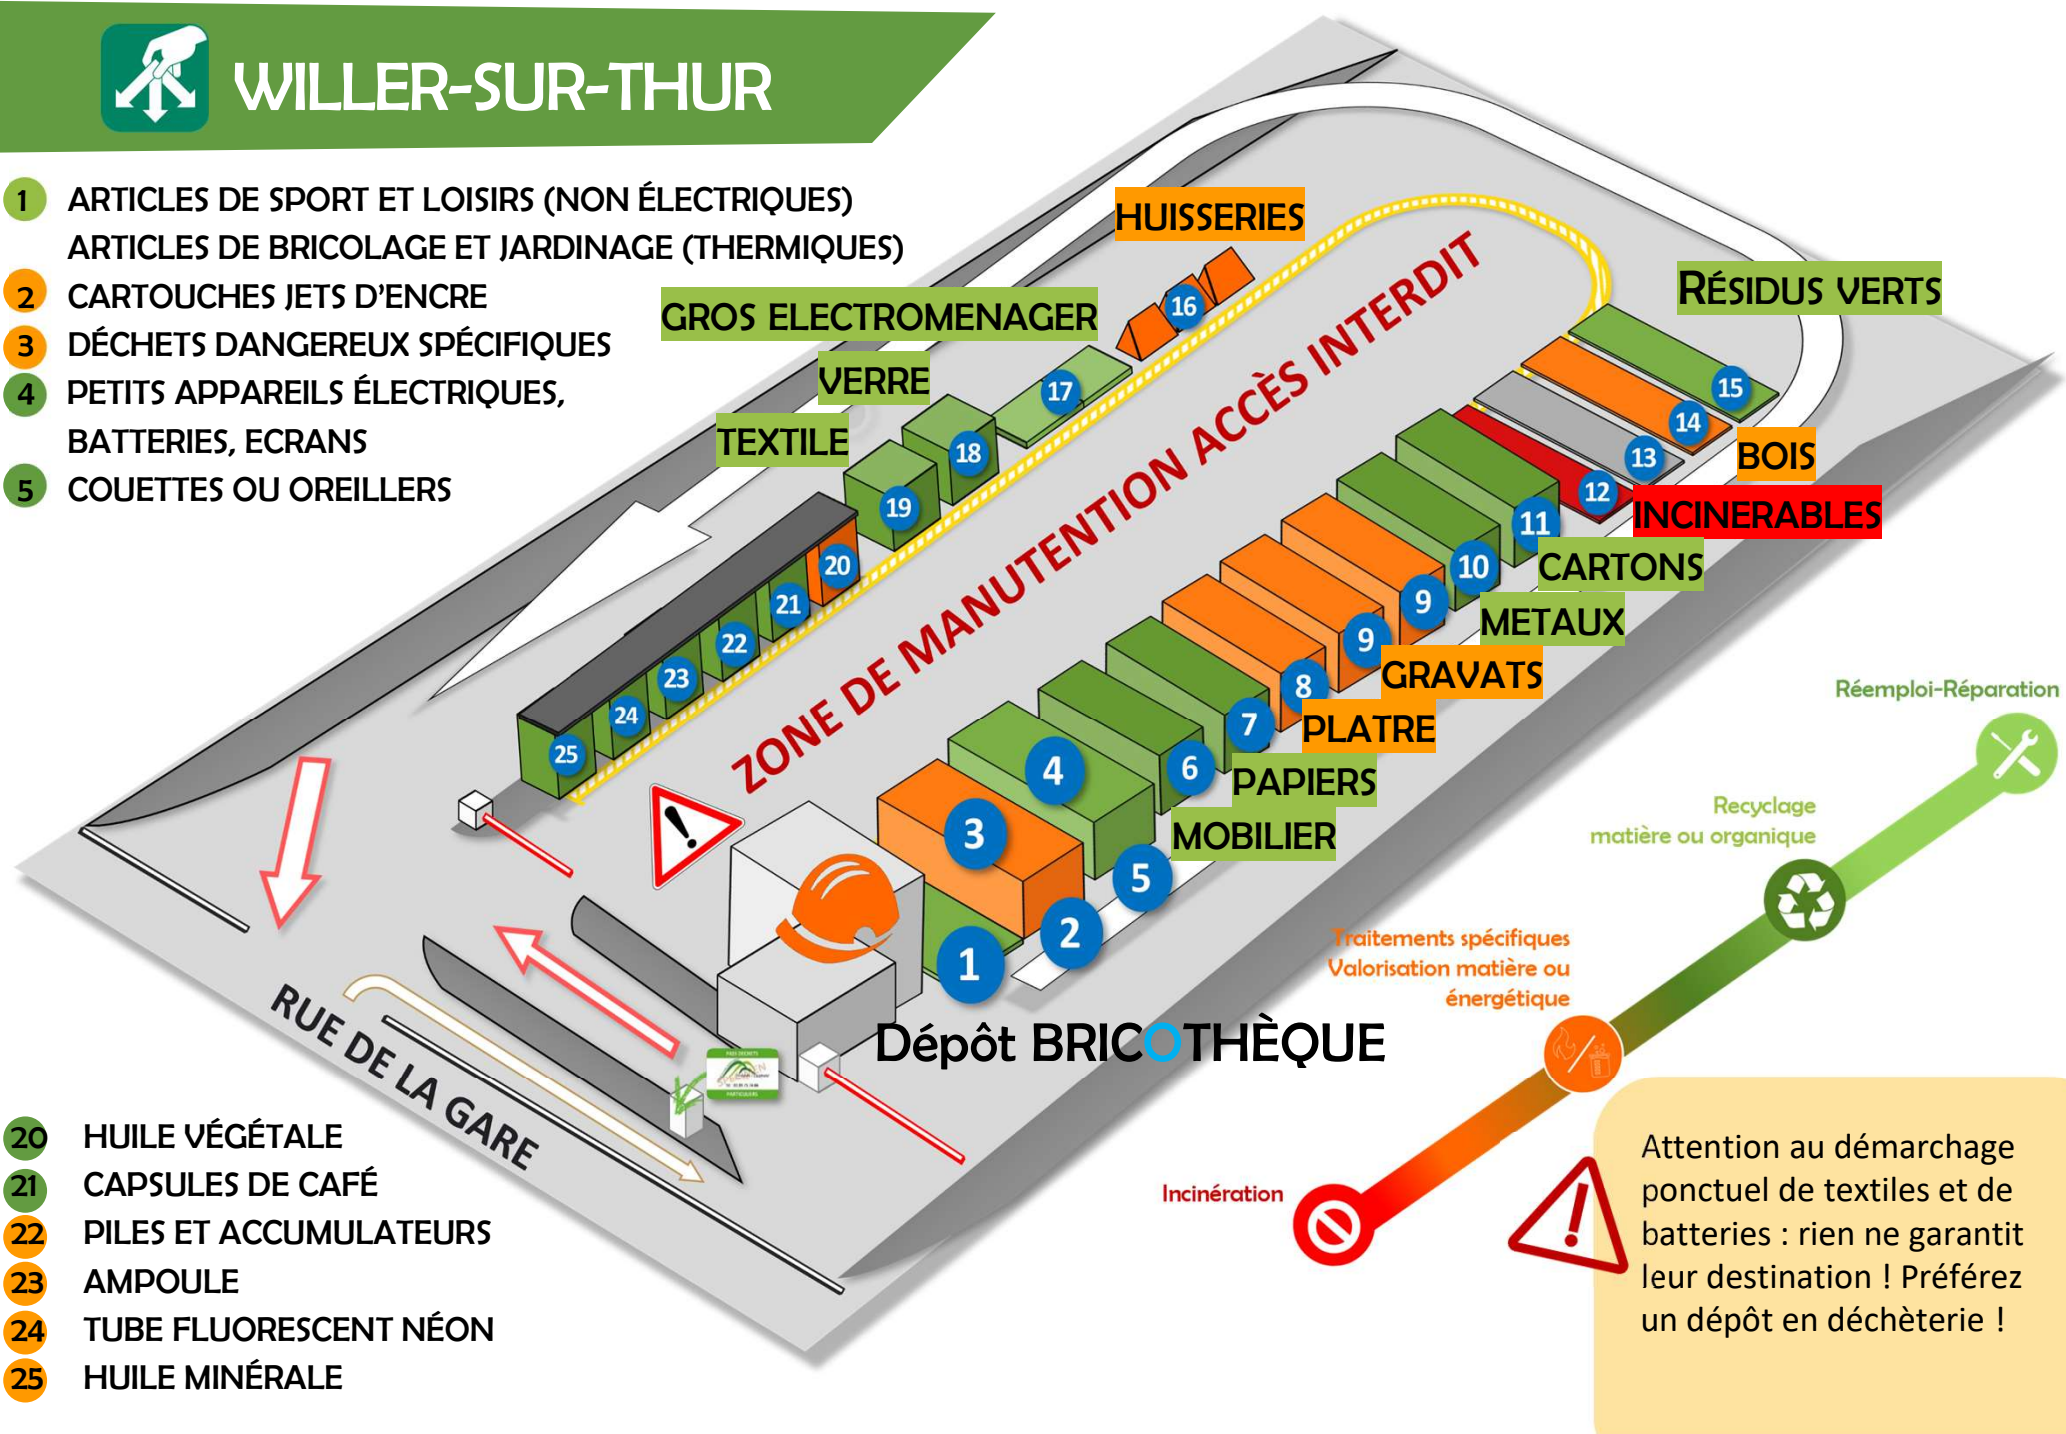 WILLER-SUR-THUR
1 ARTICLES DE SPORT ET LOISIRS (NON ÉLECTRIQUES)
ARTICLES DE BRICOLAGE ET JARDINAGE (THERMIQUES)
2 CARTOUCHES JETS D'ENCRE
3 DÉCHETS DANGEREUX SPÉCIFIQUES
4 PETITS APPAREILS ÉLECTRIQUES,
BATTERIES, ECRANS
5 COUETTES OU OREILLERS
HUISSERIES
16
GROS ELECTROMENAGER
17
VERRE
18
TEXTILE
19
20
21
22
23
24
25
ZONE DE MANUTENTION ACCÈS INTERDIT
RÉSIDUS VERTS
15
14
BOIS
13
12
INCINERABLES
11
CARTONS
10
METAUX
9
9
GRAVATS
8
PLATRE
7
PAPIERS
6
MOBILIER
4
5
3
2
1
Dépôt BRICOTHÈQUE
RUE DE LA GARE
PASS DECHETS
SPECIMEN
PARTICULIERS
20 HUILE VÉGÉTALE
21 CAPSULES DE CAFÉ
22 PILES ET ACCUMULATEURS
23 AMPOULE
24 TUBE FLUORESCENT NÉON
25 HUILE MINÉRALE
Réemploi-Réparation
Recyclage
matière ou organique
Traitements spécifiques
Valorisation matière ou
énergétique
Incinération
Attention au démarchage
ponctuel de textiles et de
batteries : rien ne garantit
leur destination ! Préférez
un dépôt en déchèterie !